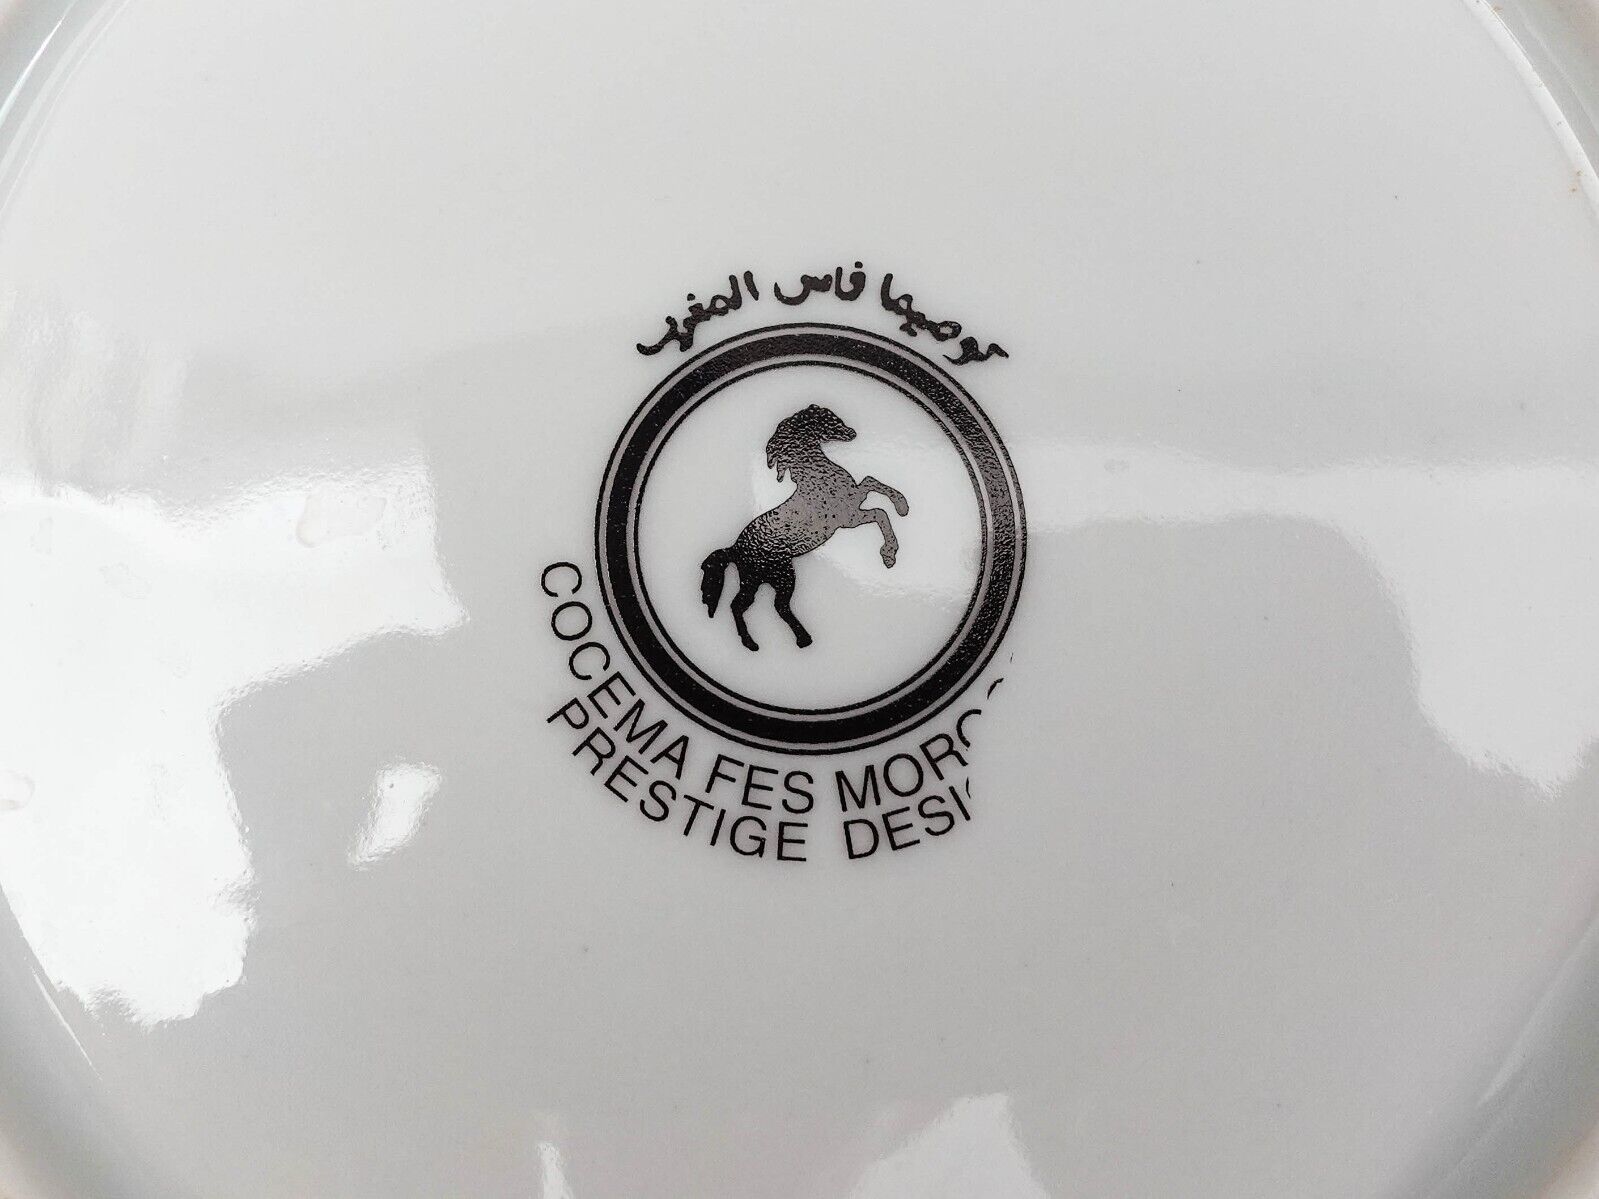 كوصيما فاس المغرب
COCEMA FES MOROC
PRESTIGE DESI